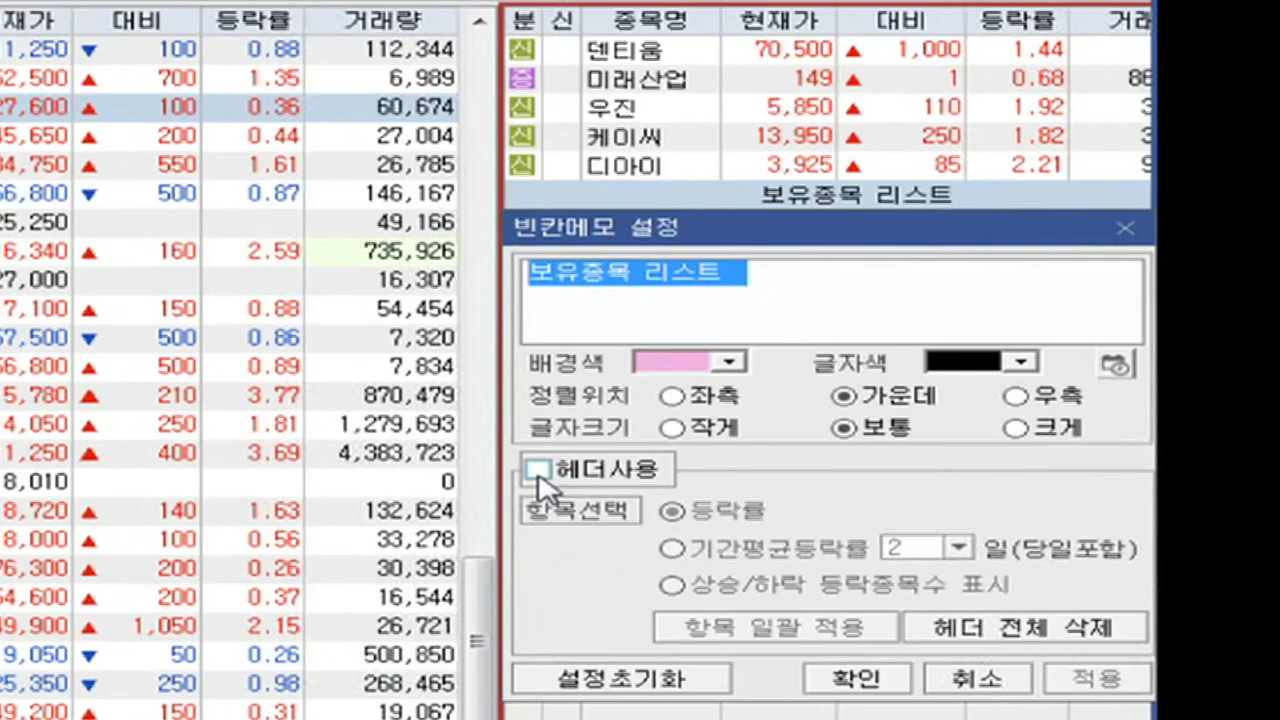 재가 대비 등락률 거래량
1,250 ▼ 100 0.88 112,344
52,500 ▲ 700 1.35 6,989
27,600 ▲ 100 0.36 60,674
45,650 ▲ 200 0.44 27,004
34,750 ▲ 550 1.61 26,785
56,800 ▼ 500 0.87 146,167
25,250 49,166
6,340 ▲ 160 2.59 735,926
27,000 16,307
7,100 ▲ 150 0.88 54,454
57,500 ▼ 500 0.86 7,320
56,800 ▲ 500 0.89 7,834
5,780 ▲ 210 3.77 870,479
4,050 ▲ 250 1.81 1,279,693
1,250 ▲ 400 3.69 4,383,723
8,010 0
8,720 ▲ 140 1.63 132,624
8,000 ▲ 100 0.56 33,278
76,300 ▲ 200 0.26 30,398
54,600 ▲ 200 0.37 16,544
49,900 ▲ 1,050 2.15 26,721
9,050 ▼ 50 0.26 500,850
25,350 ▼ 250 0.98 268,465
49,200 ▲ 150 0.31 19,067
분 신 종목명 현재가 대비 등락률 거래
신 덴티움 70,500 ▲ 1,000 1.44
증 미래산업 149 ▲ 1 0.68 86
신 우진 5,850 ▲ 110 1.92 3
신 케이씨 13,950 ▲ 250 1.82 3
신 디아이 3,925 ▲ 85 2.21 9
보유종목 리스트
빈칸메모 설정
보유종목 리스트
배경색 글자색
정렬위치 좌측 가운데 우측
글자크기 작게 보통 크게
헤더사용
항목선택 등락률
기간평균등락률 2 일(당일포함)
상승/하락 등락종목수 표시
항목 일괄 적용 헤더 전체 삭제
설정초기화 확인 취소 적용